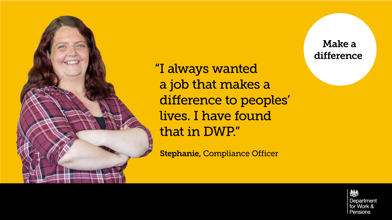 Make a
difference
“I always wanted
a job that makes a
difference to peoples’
lives. I have found
that in DWP.”
Stephanie, Compliance Officer
Department
for Work &
Pensions